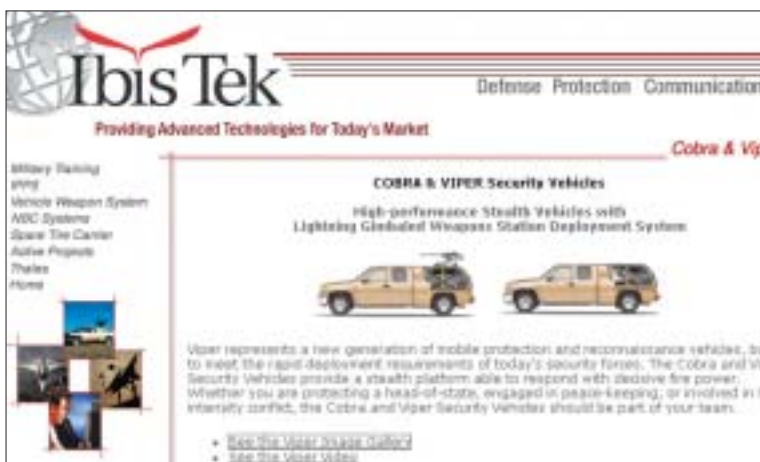 Ibis Tek
Defense Protection Communication
Providing Advanced Technologies for Today's Market
Cobra & Vip
Military Training
Vehicle Weapon System
NBC Systems
Spare Tire Carrier
Active Projects
Thales
Home
COBRA & VIPER Security Vehicles
High-performance Stealth Vehicles with
Lightning Gimbaled Weapons Station Deployment System
Viper represents a new generation of mobile protection and reconnaissance vehicles, bu
to meet the rapid deployment requirements of today's security forces. The Cobra and Vi
Security Vehicles provide a stealth platform able to respond with decisive fire power.
Whether you are protecting a head-of-state, engaged in peace-keeping, or involved in
intensity conflict, the Cobra and Viper Security Vehicles should be part of your team.
• See the Viper Image Gallery
• See the Viper Video